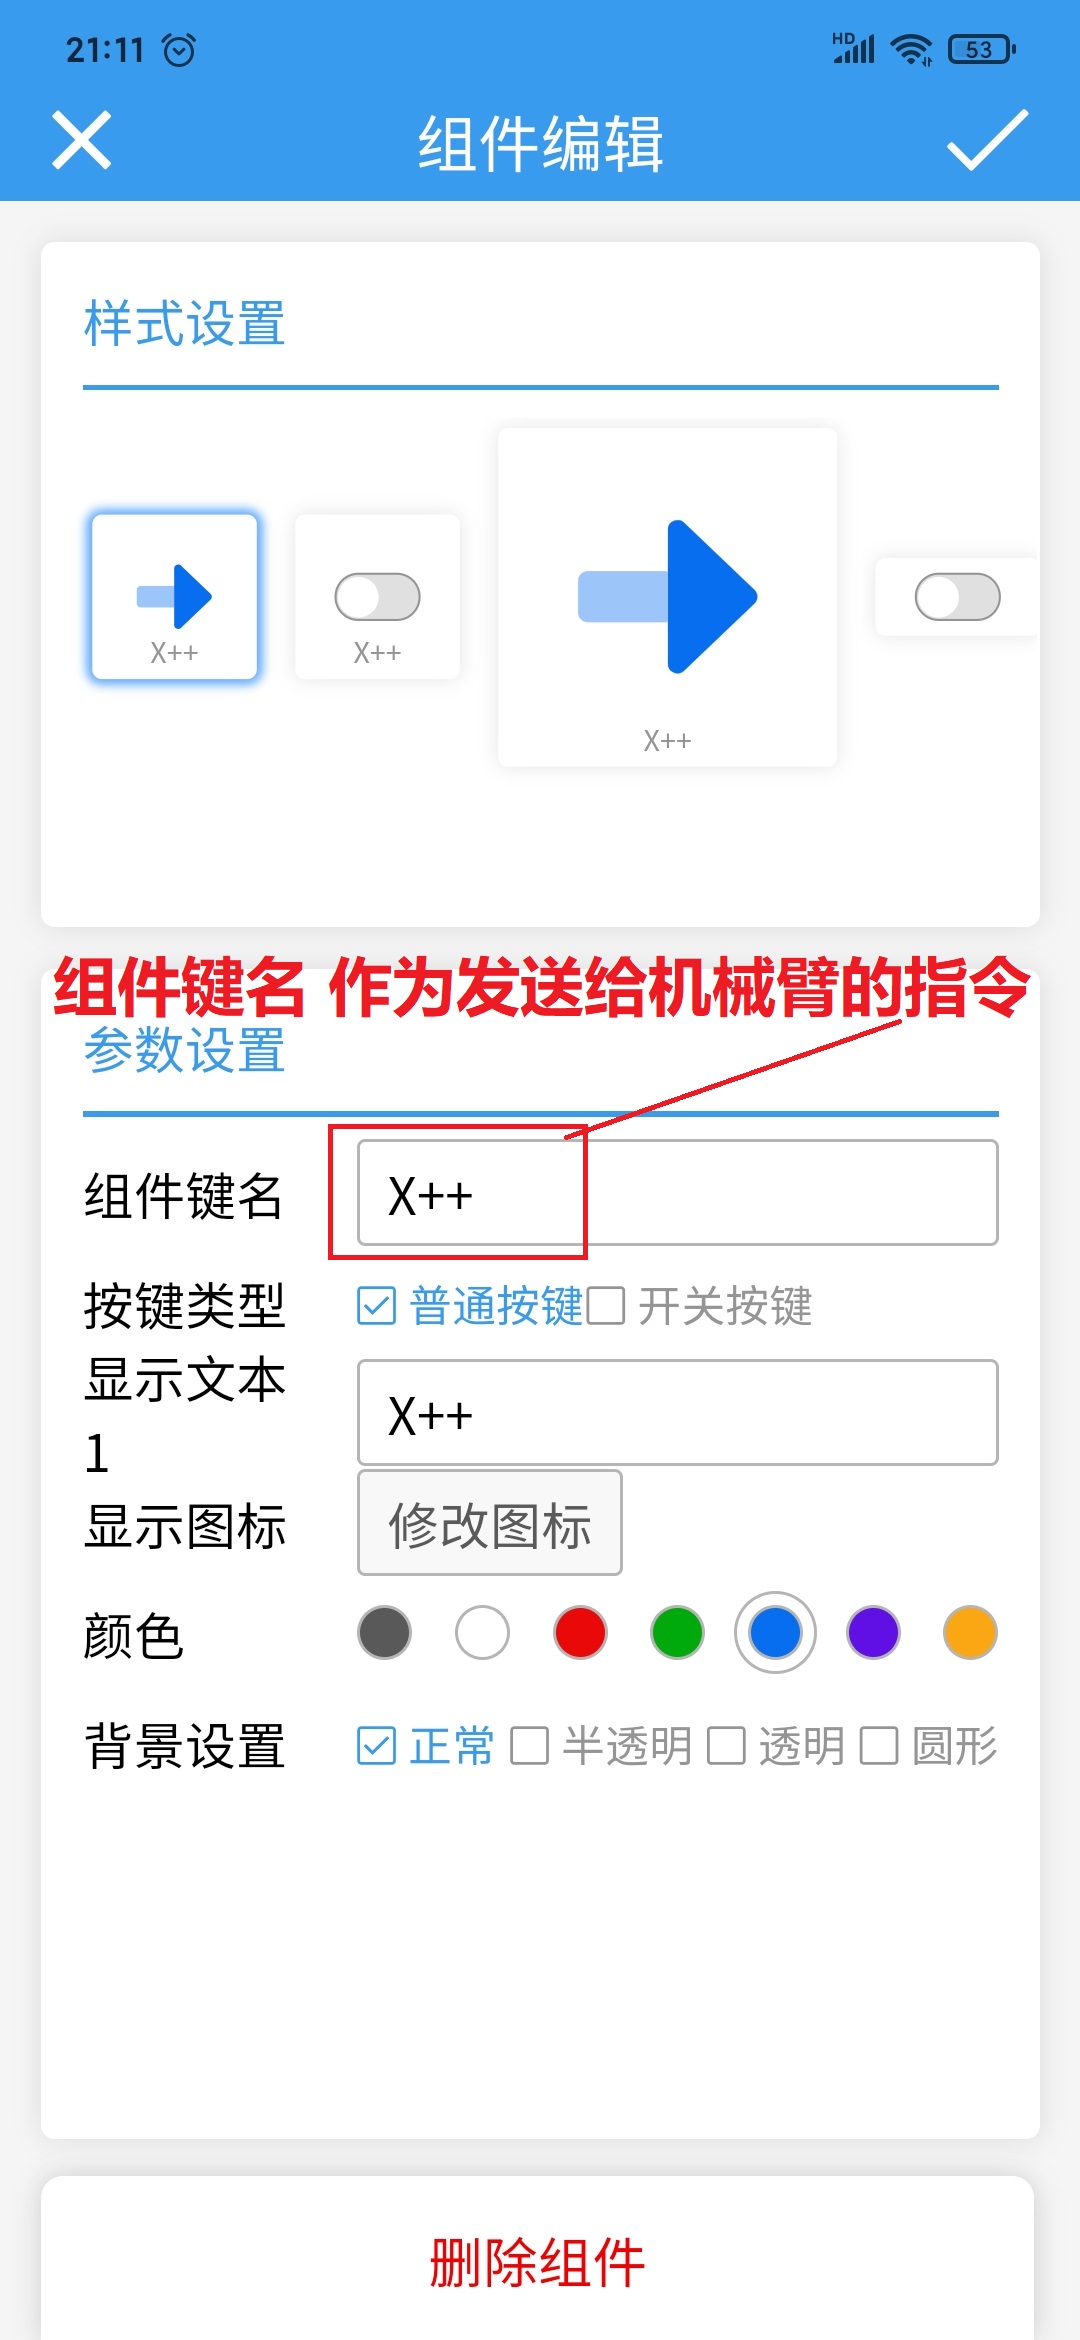 21:11
HD
53
组件编辑
样式设置
X++
X++
X++
组件键名 作为发送给机械臂的指令
参数设置
组件键名
X++
按键类型
普通按键
开关按键
显示文本
1
X++
显示图标
修改图标
颜色
背景设置
正常
半透明
透明
圆形
删除组件